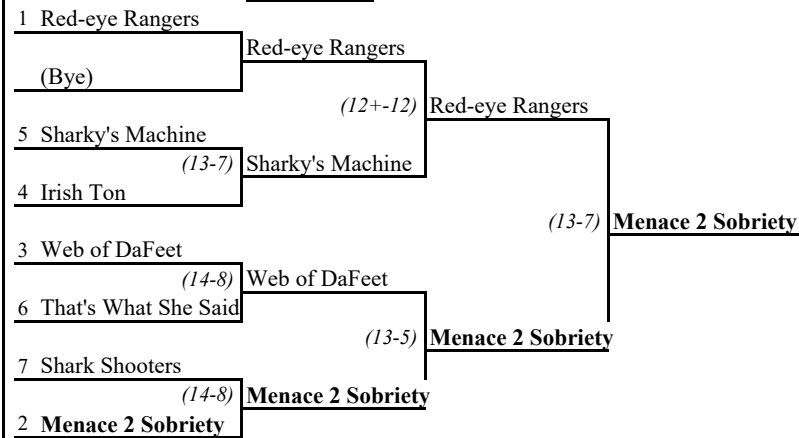 1 Red-eye Rangers
Red-eye Rangers
(Bye)
(12+-12) Red-eye Rangers
5 Sharky's Machine
(13-7) Sharky's Machine
4 Irish Ton
(13-7) Menace 2 Sobriety
3 Web of DaFeet
(14-8) Web of DaFeet
6 That's What She Said
(13-5) Menace 2 Sobriety
7 Shark Shooters
(14-8) Menace 2 Sobriety
2 Menace 2 Sobriety